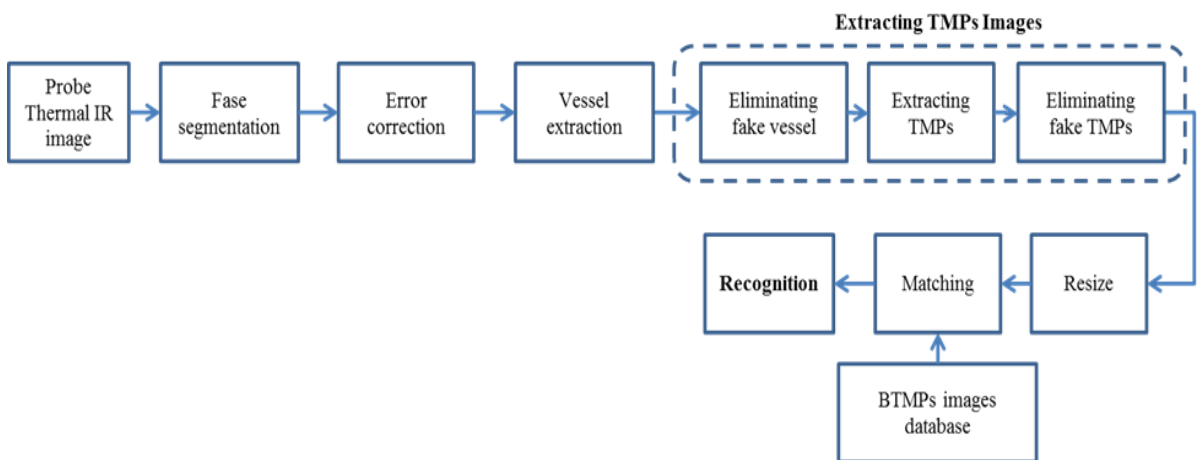 Extracting TMPs Images
Probe
Thermal IR
image
Fase
segmentation
Error
correction
Vessel
extraction
Eliminating
fake vessel
Extracting
TMPs
Eliminating
fake TMPs
Recognition
Matching
Resize
BTMPs images
database